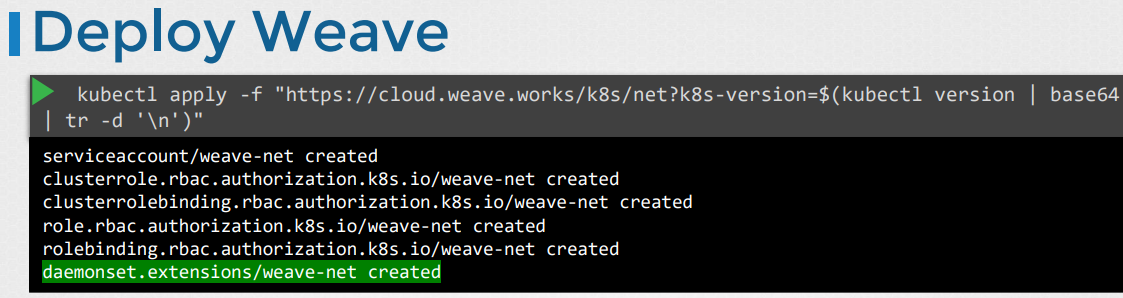 Deploy Weave
kubectl apply -f "https://cloud.weave.works/k8s/net?k8s-version=$(kubectl version | base64
| tr -d '\n')"
serviceaccount/weave-net created
clusterrole.rbac.authorization.k8s.io/weave-net created
clusterrolebinding.rbac.authorization.k8s.io/weave-net created
role.rbac.authorization.k8s.io/weave-net created
rolebinding.rbac.authorization.k8s.io/weave-net created
daemonset.extensions/weave-net created